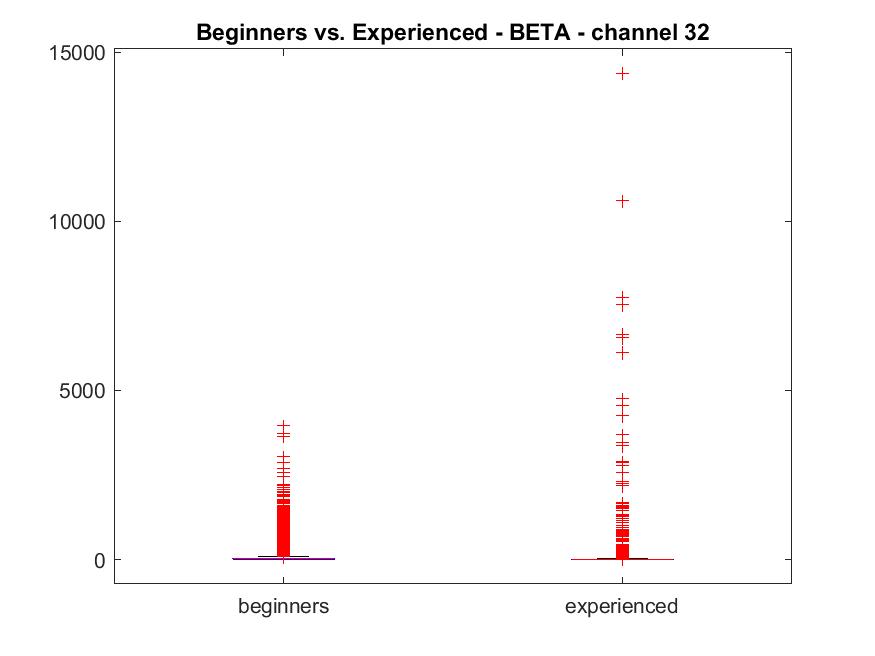 Beginners vs. Experienced - BETA - channel 32
15000
10000
5000
0
beginners
experienced